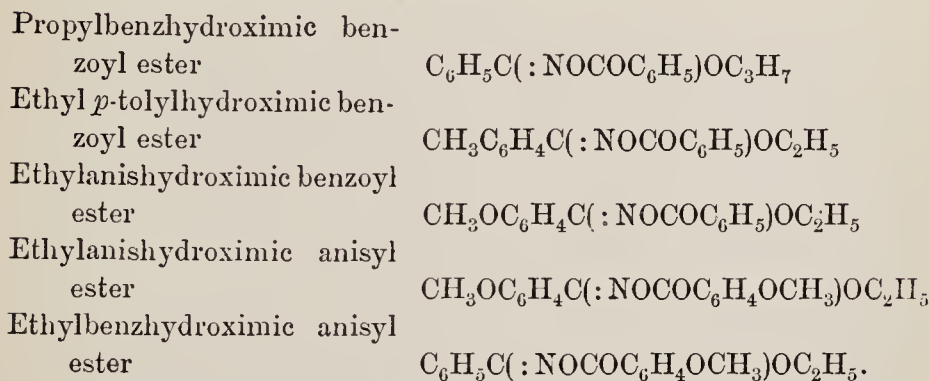 Propylbenzhydroximic ben-
zoyl ester C₆H₅C(:NOCOC₆H₅)OC₃H₇
Ethyl p-tolylhydroximic ben-
zoyl ester CH₃C₆H₄C(:NOCOC₆H₅)OC₂H₅
Ethylanishydroximic benzoyl
ester CH₃OC₆H₄C(:NOCOC₆H₅)OC₂H₅
Ethylanishydroximic anisyl
ester CH₃OC₆H₄C(:NOCOC₆H₄OCH₃)OC₂H₅
Ethylbenzhydroximic anisyl
ester C₆H₅C(:NOCOC₆H₄OCH₃)OC₂H₅.